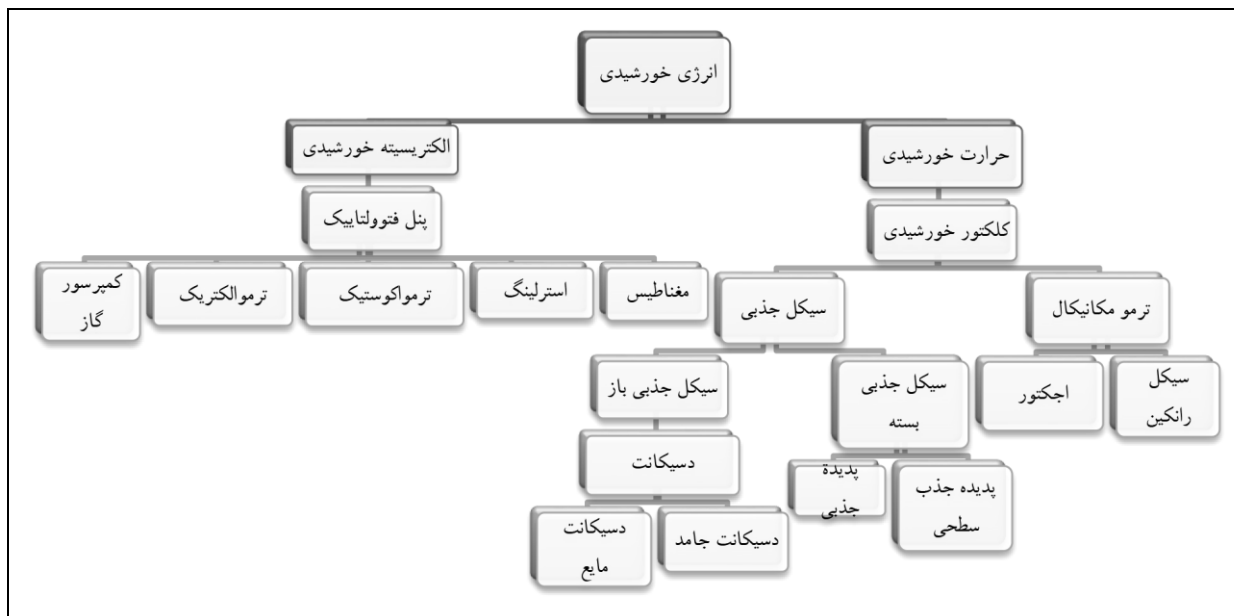 انرژی خورشیدی
حرارت خورشیدی
الکتریسیته خورشیدی
کلکتور خورشیدی
پنل فتوولتاییک
ترمو مکانیکال
سیکل جذبی
مغناطیس
استرلینگ
ترمواکوستیک
ترموالکتریک
کمپرسور
گاز
سیکل
رانکین
اجکتور
سیکل جذبی
بسته
سیکل جذبی باز
پدیده جذب
سطحی
پدیدة
جذبی
دسیکانت
دسیکانت جامد
دسیکانت
مایع